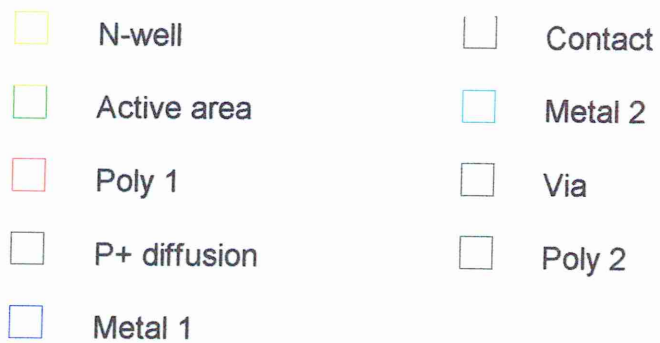 N-well
Active area
Poly 1
P+ diffusion
Metal 1
Contact
Metal 2
Via
Poly 2